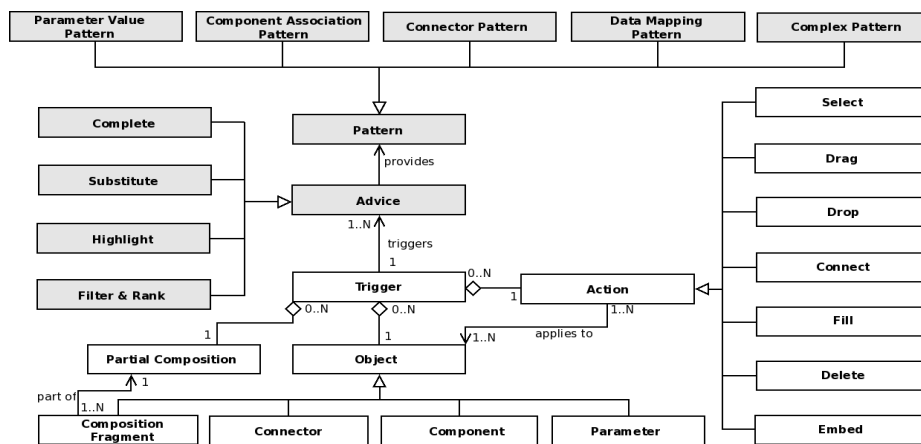 Parameter Value
Pattern
Component Association
Pattern
Connector Pattern
Data Mapping
Pattern
Complex Pattern
Complete
Substitute
Highlight
Filter & Rank
Pattern
provides
Advice
1..N
triggers
1
Trigger
0..N
0..N
0..N
1
Action
1..N
applies to
1..N
1
Partial Composition
1
Object
part of
1
1..N
Composition
Fragment
Connector
Component
Parameter
Select
Drag
Drop
Connect
Fill
Delete
Embed